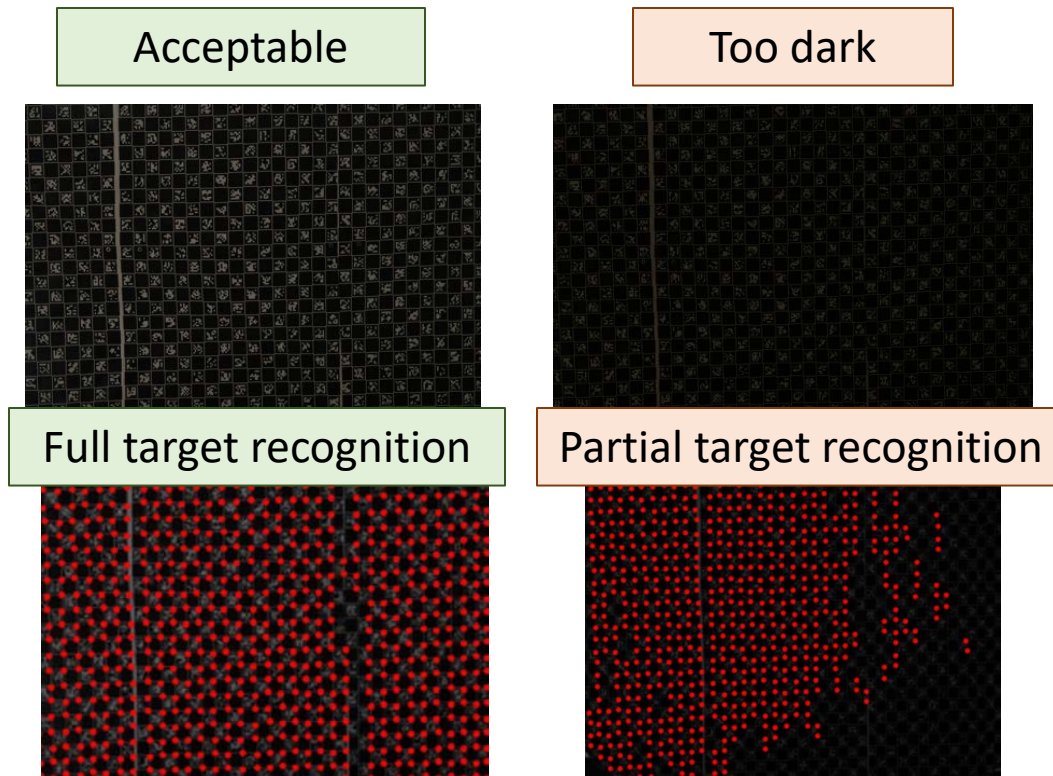 Acceptable
Too dark
Full target recognition
Partial target recognition